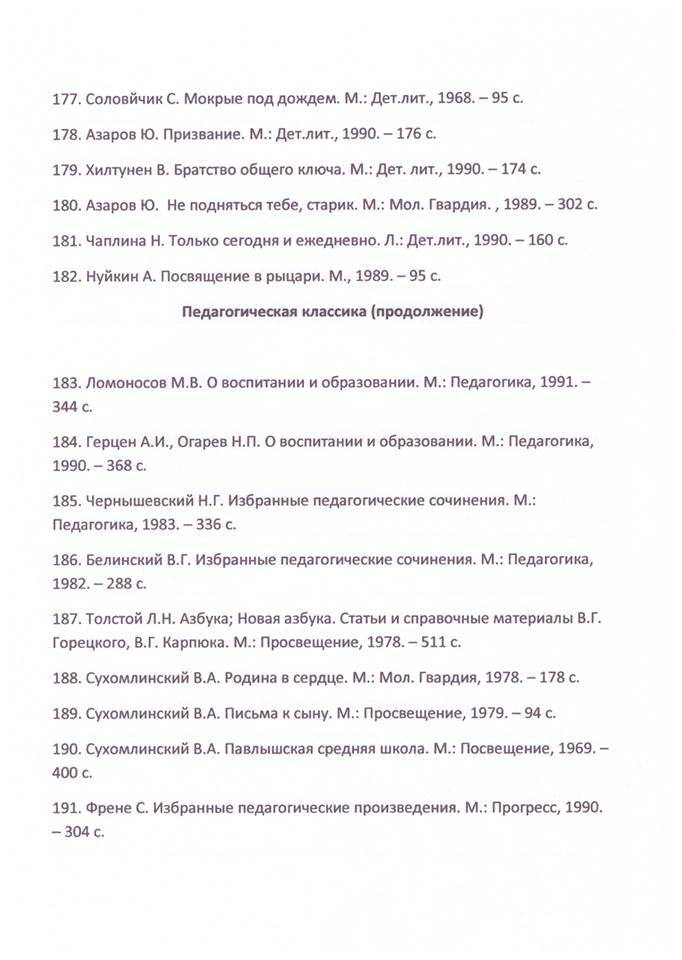 177. Соловйчик С. Мокрые под дождем. М.: Дет.лит., 1968. – 95 с.
178. Азаров Ю. Призвание. М.: Дет.лит., 1990. – 176 с.
179. Хилтунен В. Братство общего ключа. М.: Дет. лит., 1990. – 174 с.
180. Азаров Ю.  Не подняться тебе, старик. М.: Мол. Гвардия. , 1989. – 302 с.
181. Чаплина Н. Только сегодня и ежедневно. Л.: Дет.лит., 1990. – 160 с.
182. Нуйкин А. Посвящение в рыцари. М., 1989. – 95 с.
Педагогическая классика (продолжение)
183. Ломоносов М.В. О воспитании и образовании. М.: Педагогика, 1991. –
344 с.
184. Герцен А.И., Огарев Н.П. О воспитании и образовании. М.: Педагогика,
1990. – 368 с.
185. Чернышевский Н.Г. Избранные педагогические сочинения. М.:
Педагогика, 1983. – 336 с.
186. Белинский В.Г. Избранные педагогические сочинения. М.: Педагогика,
1982. – 288 с.
187. Толстой Л.Н. Азбука; Новая азбука. Статьи и справочные материалы В.Г.
Горецкого, В.Г. Карпюка. М.: Просвещение, 1978. – 511 с.
188. Сухомлинский В.А. Родина в сердце. М.: Мол. Гвардия, 1978. – 178 с.
189. Сухомлинский В.А. Письма к сыну. М.: Просвещение, 1979. – 94 с.
190. Сухомлинский В.А. Павлышская средняя школа. М.: Посвещение, 1969. –
400 с.
191. Френе С. Избранные педагогические произведения. М.: Прогресс, 1990.
– 304 с.